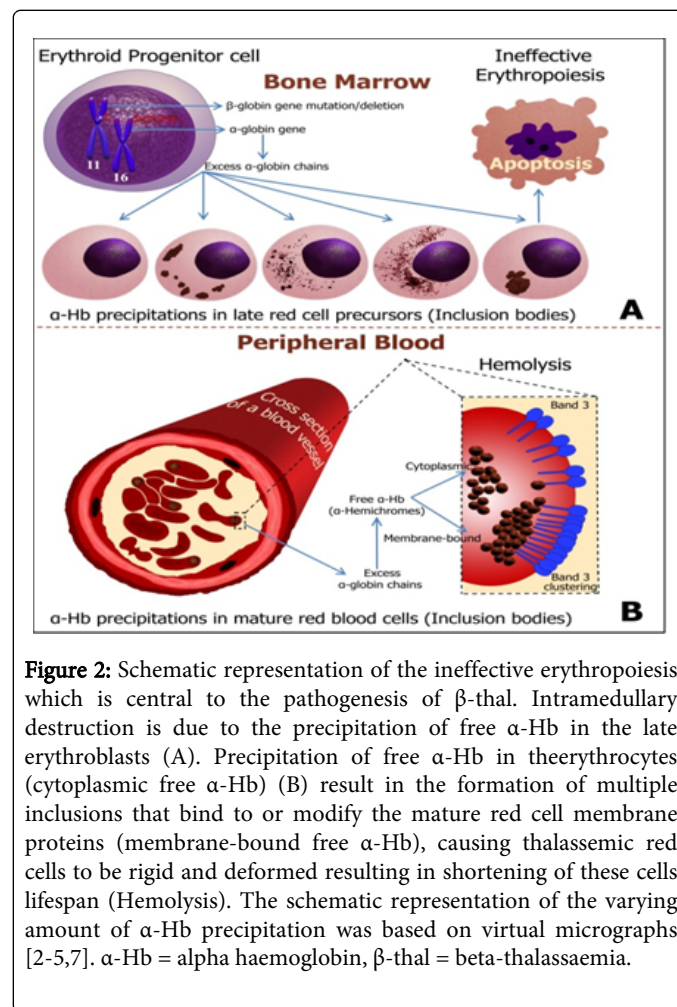 Erythroid Progenitor cell
Ineffective
Erythropoiesis
Bone Marrow
β-globin gene mutation/deletion
α-globin gene
11
16
Excess α-globin chains
Apoptosis
α-Hb precipitations in late red cell precursors (Inclusion bodies)
A
Peripheral Blood
Hemolysis
Cross section
of a blood vessel
Band 3
Cytoplasmic
Free α-Hb
(α-Hemichromes)
Membrane-bound
Excess
α-globin chains
Band 3
clustering
α-Hb precipitations in mature red blood cells (Inclusion bodies)
B
Figure 2: Schematic representation of the ineffective erythropoiesis
which is central to the pathogenesis of β-thal. Intramedullary
destruction is due to the precipitation of free α-Hb in the late
erythroblasts (A). Precipitation of free α-Hb in theerythrocytes
(cytoplasmic free α-Hb) (B) result in the formation of multiple
inclusions that bind to or modify the mature red cell membrane
proteins (membrane-bound free α-Hb), causing thalassemic red
cells to be rigid and deformed resulting in shortening of these cells
lifespan (Hemolysis). The schematic representation of the varying
amount of α-Hb precipitation was based on virtual micrographs
[2-5,7]. α-Hb = alpha haemoglobin, β-thal = beta-thalassaemia.